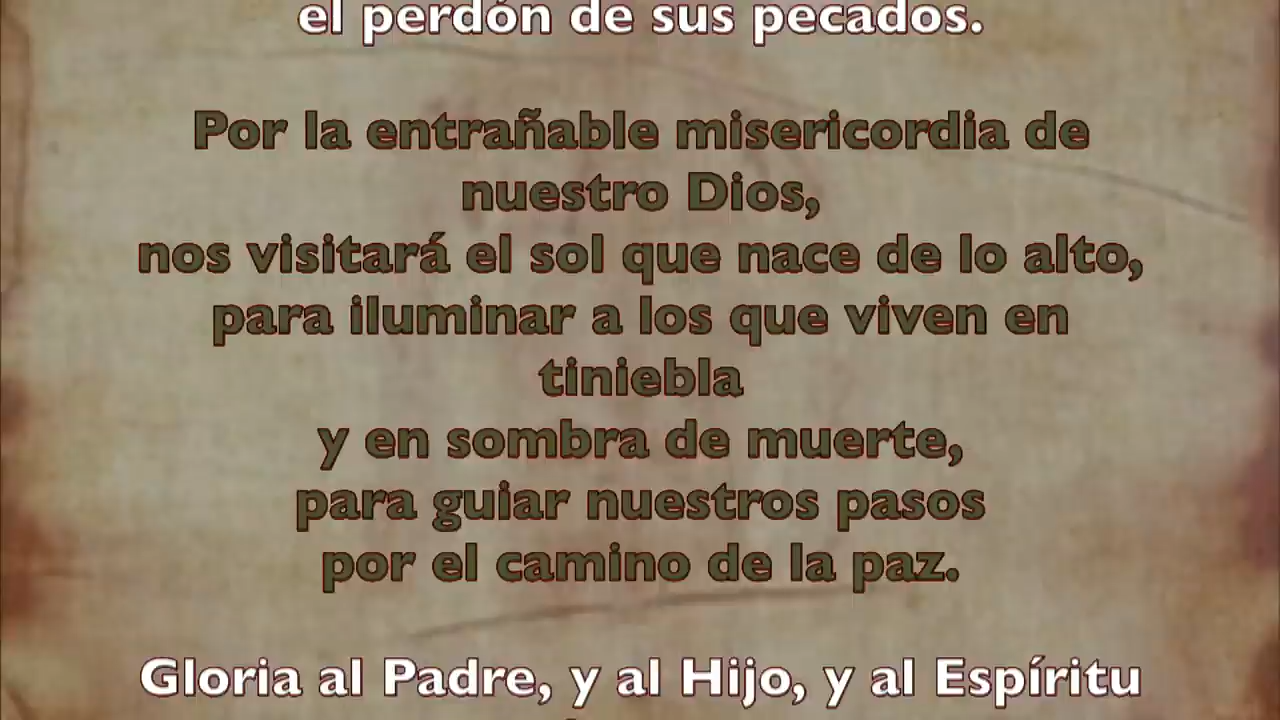 el perdón de sus pecados.
Por la entrañable misericordia de
nuestro Dios,
nos visitará el sol que nace de lo alto,
para iluminar a los que viven en
tiniebla
y en sombra de muerte,
para guiar nuestros pasos
por el camino de la paz.
Gloria al Padre, y al Hijo, y al Espíritu